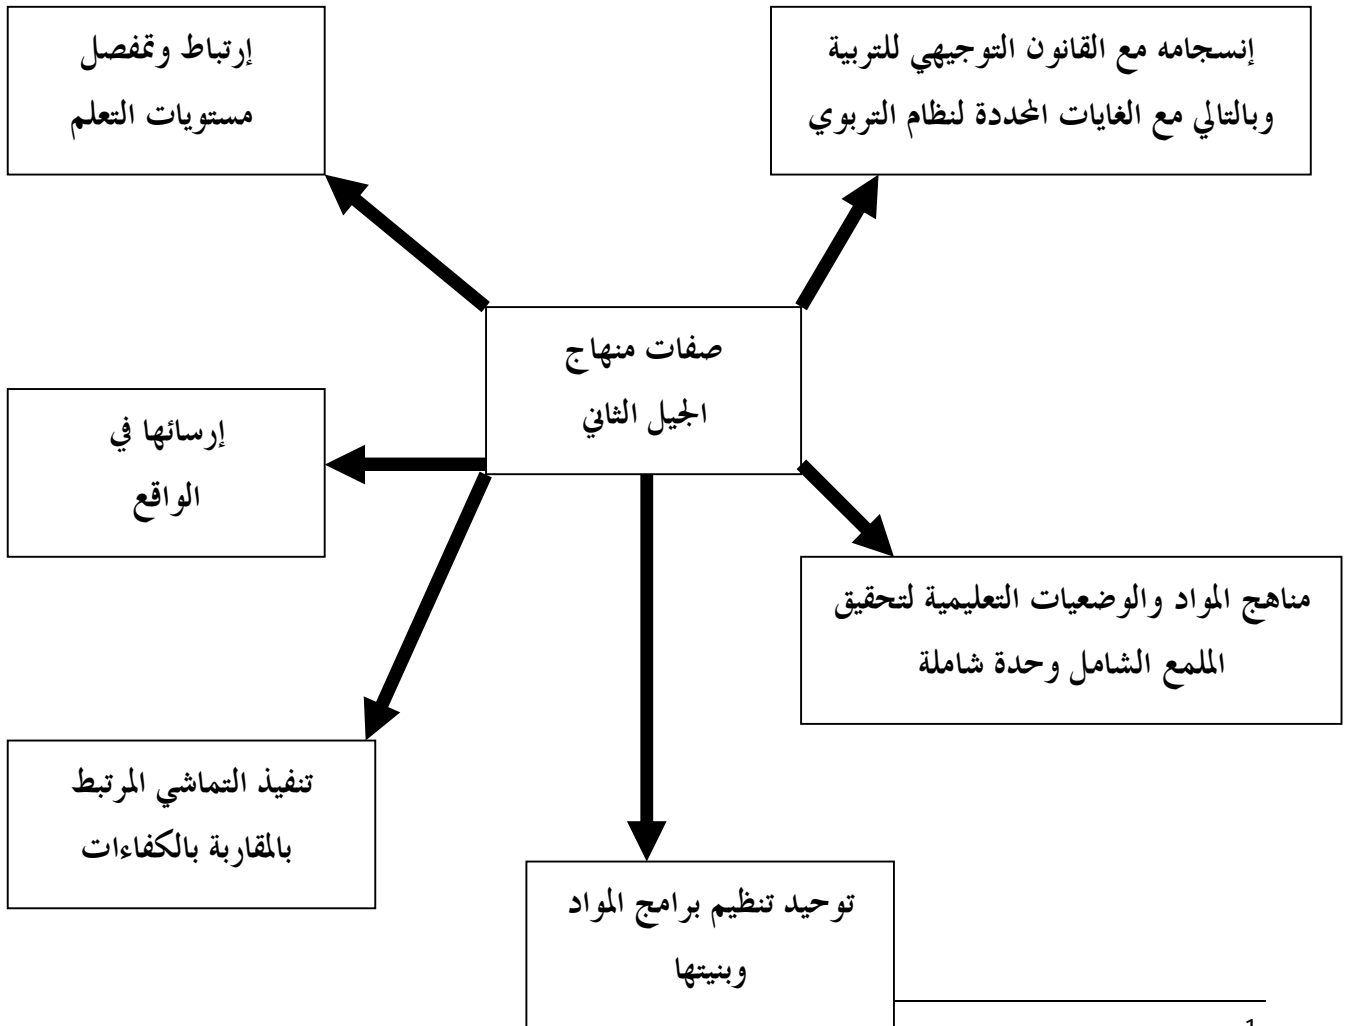 إنسجامه مع القانون التوجيهي للتربية
وبالتالي مع الغايات المحددة لنظام التربوي
إرتباط وتمفصل
مستويات التعلم
صفات منهاج
الجيل الثاني
إرسائها في
الواقع
مناهج المواد والوضعيات التعليمية لتحقيق
الملمع الشامل وحدة شاملة
تنفيذ التماشي المرتبط
بالمقاربة بالكفاءات
توحيد تنظيم برامج المواد
وبنيتها
1